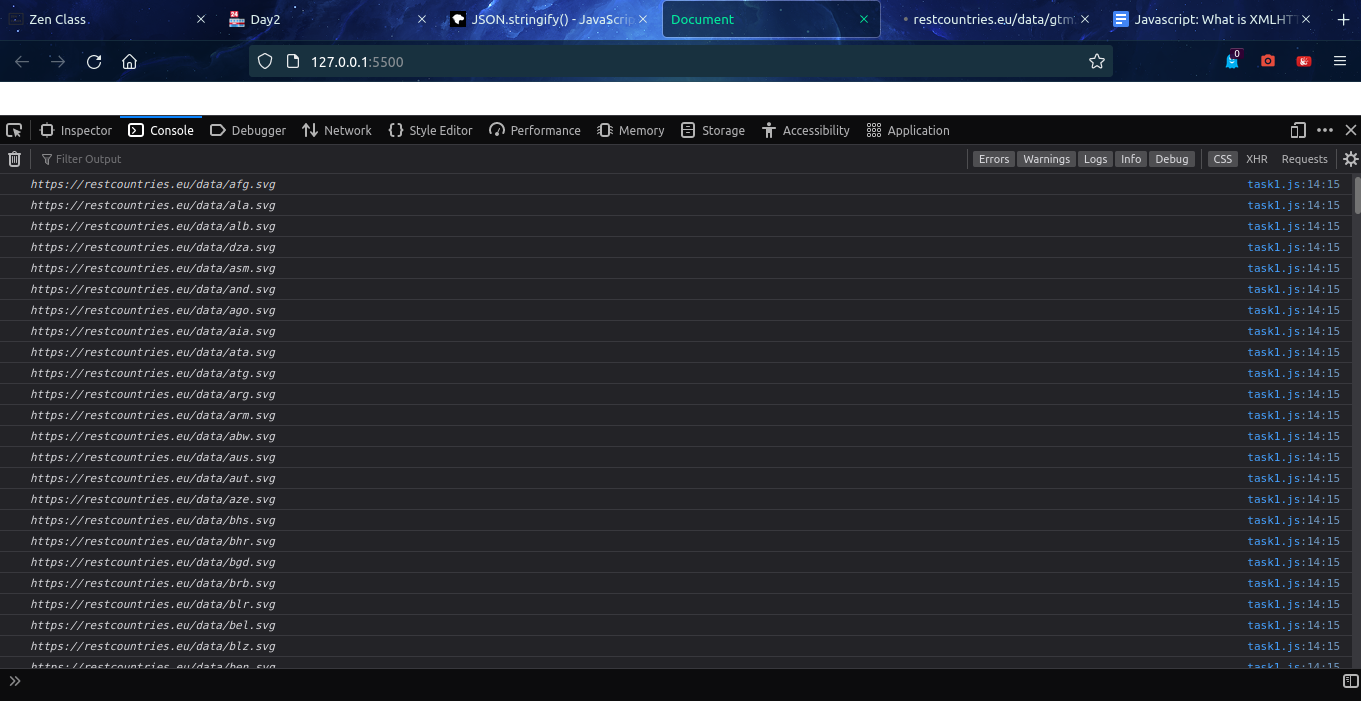 Zen Class
Day2
JSON.stringify() - JavaScrip
Document
restcountries.eu/data/gtm
Javascript: What is XMLHTT
127.0.0.1:5500
0
Inspector Console Debugger Network Style Editor Performance Memory Storage Accessibility Application
Filter Output
Errors Warnings Logs Info Debug CSS XHR Requests
https://restcountries.eu/data/afg.svg task1.js:14:15
https://restcountries.eu/data/ala.svg task1.js:14:15
https://restcountries.eu/data/alb.svg task1.js:14:15
https://restcountries.eu/data/dza.svg task1.js:14:15
https://restcountries.eu/data/asm.svg task1.js:14:15
https://restcountries.eu/data/and.svg task1.js:14:15
https://restcountries.eu/data/ago.svg task1.js:14:15
https://restcountries.eu/data/aia.svg task1.js:14:15
https://restcountries.eu/data/ata.svg task1.js:14:15
https://restcountries.eu/data/atg.svg task1.js:14:15
https://restcountries.eu/data/arg.svg task1.js:14:15
https://restcountries.eu/data/arm.svg task1.js:14:15
https://restcountries.eu/data/abw.svg task1.js:14:15
https://restcountries.eu/data/aus.svg task1.js:14:15
https://restcountries.eu/data/aut.svg task1.js:14:15
https://restcountries.eu/data/aze.svg task1.js:14:15
https://restcountries.eu/data/bhs.svg task1.js:14:15
https://restcountries.eu/data/bhr.svg task1.js:14:15
https://restcountries.eu/data/bgd.svg task1.js:14:15
https://restcountries.eu/data/brb.svg task1.js:14:15
https://restcountries.eu/data/blr.svg task1.js:14:15
https://restcountries.eu/data/bel.svg task1.js:14:15
https://restcountries.eu/data/blz.svg task1.js:14:15
https://restcountries.eu/data/ben.svg task1.js:14:15